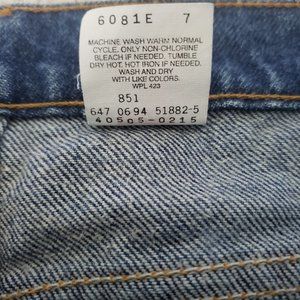 6081E 7
MACHINE WASH WARM NORMAL
CYCLE. ONLY NON-CHLORINE
BLEACH IF NEEDED. TUMBLE
DRY HOT. HOT IRON IF NEEDED.
WASH AND DRY
WITH LIKE COLORS.
WPL 423
851
647 0694 51882-5
40505-0215